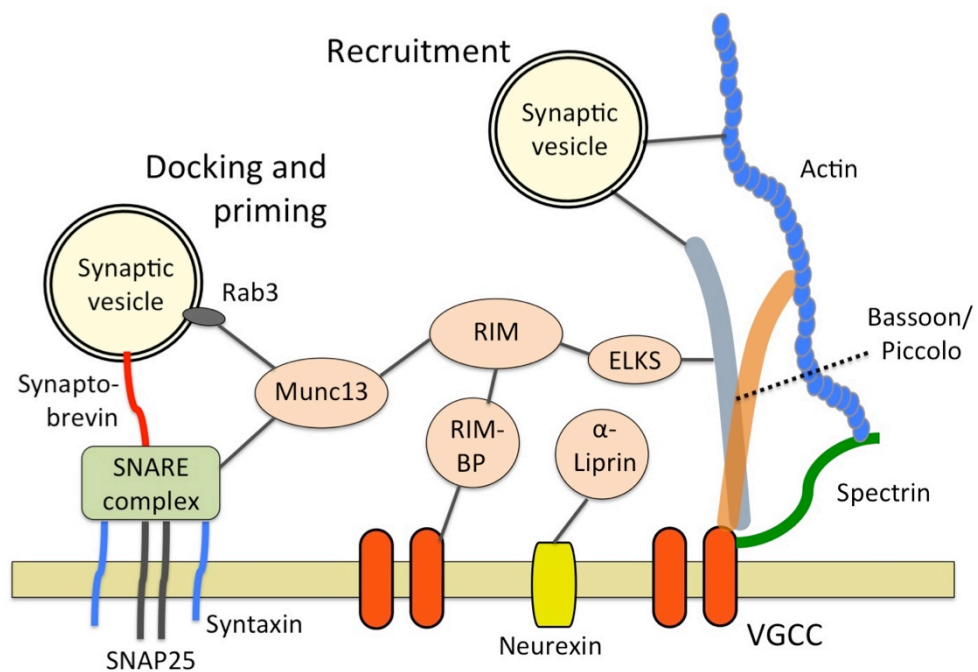 Recruitment
Synaptic
vesicle
Actin
Docking and
priming
Synaptic
vesicle
Rab3
RIM
ELKS
Bassoon/
Piccolo
Munc13
Synapto-
brevin
RIM-
BP
α-
Liprin
SNARE
complex
Spectrin
Syntaxin
SNAP25
Neurexin
VGCC